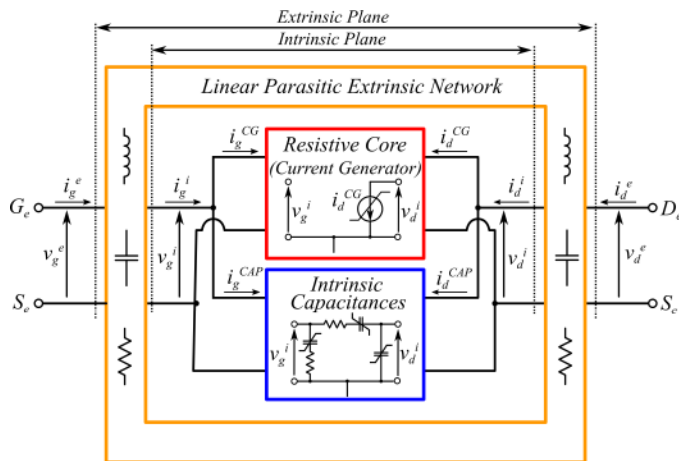 Extrinsic Plane
Intrinsic Plane
Linear Parasitic Extrinsic Network
i_g^CG
i_d^CG
Resistive Core
(Current Generator)
i_g^e
i_g^i
i_d^i
i_d^e
G_e
D_e
v_g^i
i_d^CG
v_d^i
v_g^e
v_g^i
v_d^i
v_d^e
i_g^CAP
i_d^CAP
Intrinsic
Capacitances
S_e
S_e
v_g^i
v_d^i